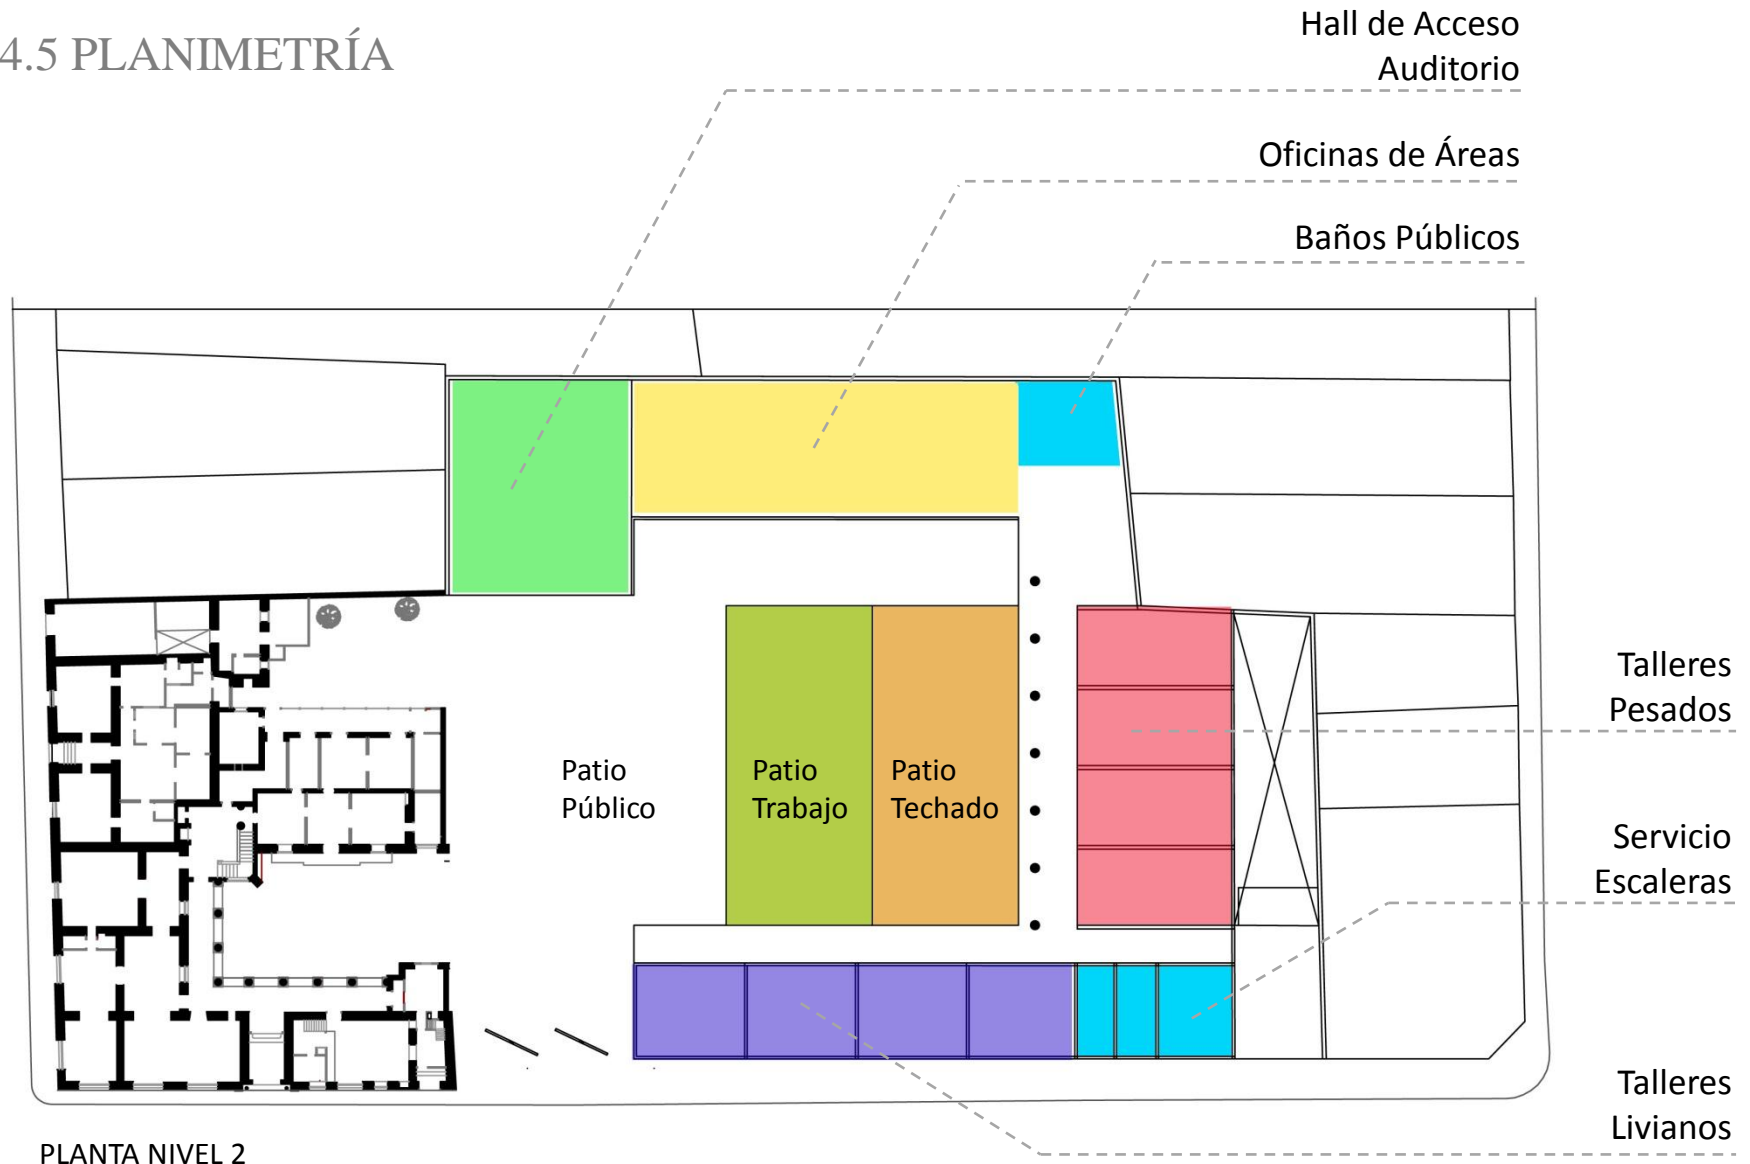 4.5 PLANIMETRÍA
Hall de Acceso
Auditorio
Oficinas de Áreas
Baños Públicos
Talleres
Pesados
Patio
Público
Patio
Trabajo
Patio
Techado
Servicio
Escaleras
Talleres
Livianos
PLANTA NIVEL 2